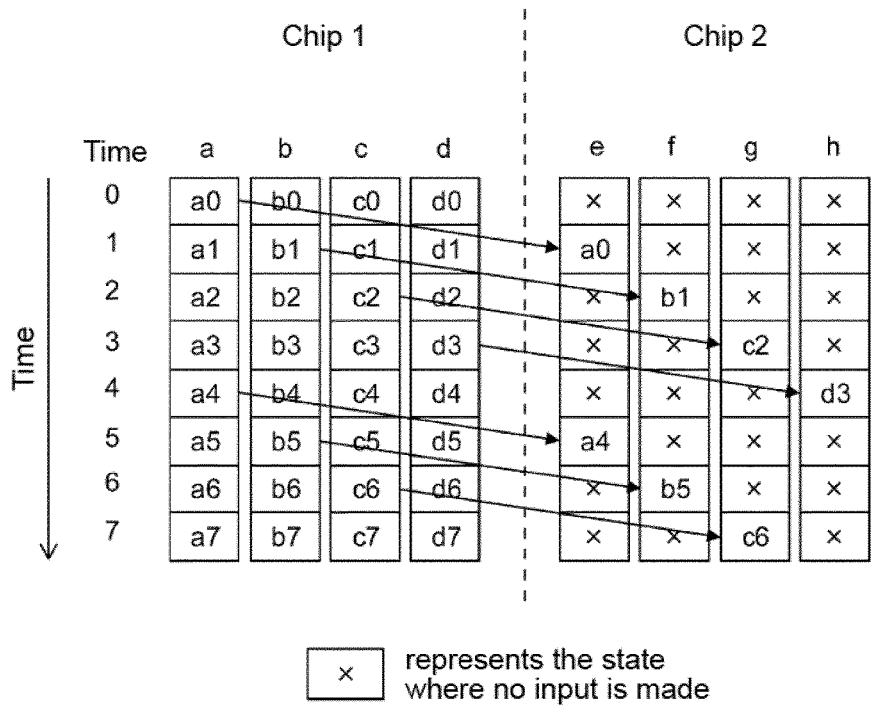 Chip 1 Chip 2
Time a b c d e f g h
0 a0 b0 c0 d0 × × × ×
1 a1 b1 c1 d1 a0 × × ×
2 a2 b2 c2 d2 × b1 × ×
3 a3 b3 c3 d3 × × c2 ×
Time
4 a4 b4 c4 d4 × × × d3
5 a5 b5 c5 d5 a4 × × ×
6 a6 b6 c6 d6 × b5 × ×
7 a7 b7 c7 d7 × × c6 ×
× represents the state
where no input is made